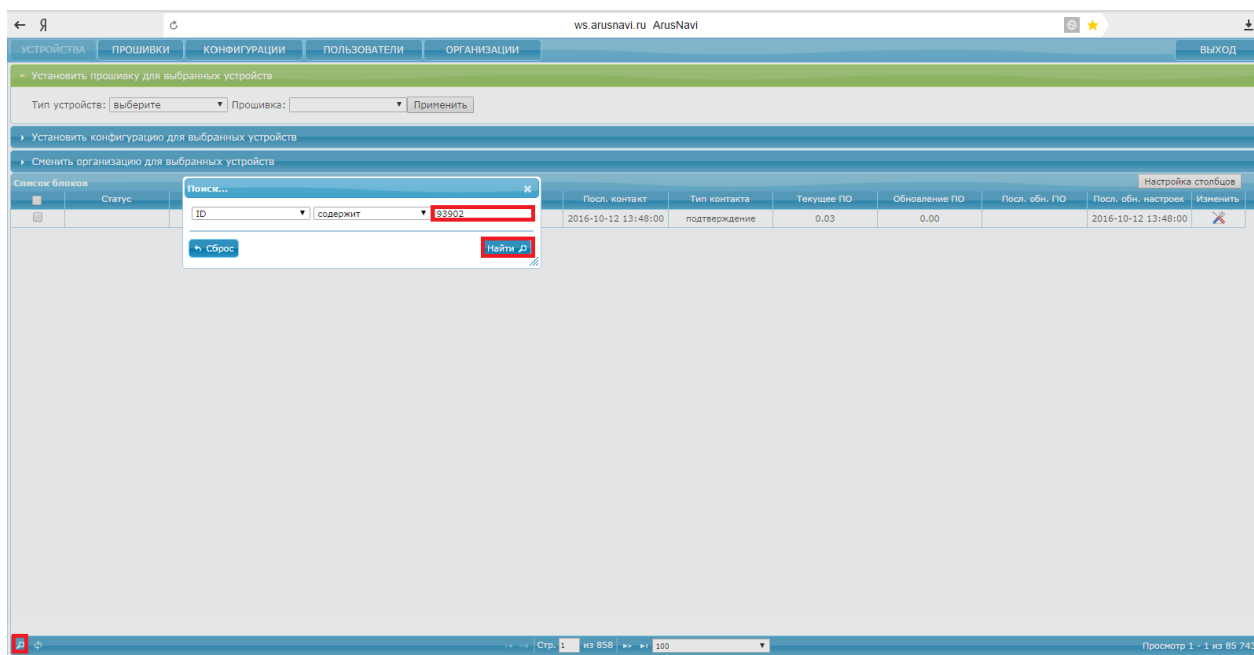 Я ws.arusnavi.ru ArusNavi
УСТРОЙСТВА ПРОШИВКИ КОНФИГУРАЦИИ ПОЛЬЗОВАТЕЛИ ОРГАНИЗАЦИИ ВЫХОД
Установить прошивку для выбранных устройств
Тип устройств: выберите Прошивка: Применить
Установить конфигурацию для выбранных устройств
Сменить организацию для выбранных устройств
Список блоков Настройка столбцов
Статус Посл. контакт Тип контакта Текущее ПО Обновление ПО Посл. обн. ПО Посл. обн. настроек Изменить
2016-10-12 13:48:00 подтверждение 0.03 0.00 2016-10-12 13:48:00
Поиск...
ID содержит 93902
Сброс Найти
Стр. 1 из 858 100 Просмотр 1 - 1 из 85 743